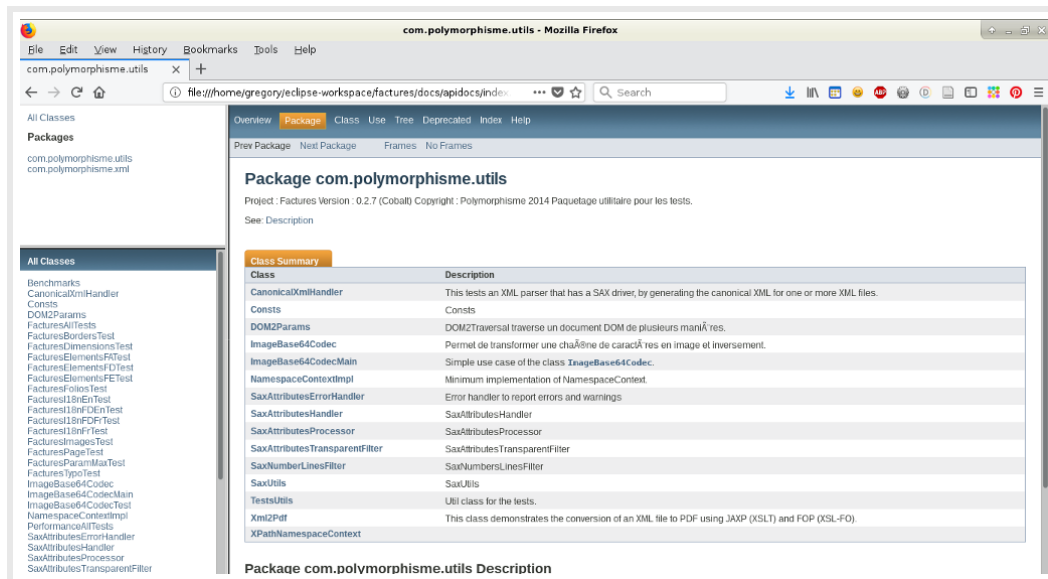 com.polymorphisme.utils - Mozilla Firefox
File Edit View History Bookmarks Tools Help
com.polymorphisme.utils × +
file:///home/gregory/eclipse-workspace/factures/docs/apidocs/index Search
All Classes
Packages
com.polymorphisme.utils
com.polymorphisme.xml
All Classes
Benchmarks
CanonicalXmlHandler
Consts
DOM2Params
FacturesAllTests
FacturesBordersTest
FacturesDimensionsTest
FacturesElementsFATest
FacturesElementsFDTest
FacturesElementsFETest
FacturesFoliosTest
FacturesI18nEnTest
FacturesI18nFDEnTest
FacturesI18nFDFrTest
FacturesI18nFrTest
FacturesImagesTest
FacturesPageTest
FacturesParamMaxTest
FacturesTypoTest
ImageBase64Codec
ImageBase64CodecMain
ImageBase64CodecTest
NamespaceContextImpl
PerformanceAllTests
SaxAttributesErrorHandler
SaxAttributesHandler
SaxAttributesProcessor
SaxAttributesTransparentFilter
Overview Package Class Use Tree Deprecated Index Help
Prev Package Next Package Frames No Frames
Package com.polymorphisme.utils
Project : Factures Version : 0.2.7 (Cobalt) Copyright : Polymorphisme 2014 Paquetage utilitaire pour les tests.
See: Description
Class Summary
Class Description
CanonicalXmlHandler This tests an XML parser that has a SAX driver, by generating the canonical XML for one or more XML files.
Consts Consts
DOM2Params DOM2Traversal traverse un document DOM de plusieurs maniÃ¨res.
ImageBase64Codec Permet de transformer une chaÃ®ne de caractÃ¨res en image et inversement.
ImageBase64CodecMain Simple use case of the class ImageBase64Codec.
NamespaceContextImpl Minimum implementation of NamespaceContext.
SaxAttributesErrorHandler Error handler to report errors and warnings
SaxAttributesHandler SaxAttributesHandler
SaxAttributesProcessor SaxAttributesProcessor
SaxAttributesTransparentFilter SaxAttributesTransparentFilter
SaxNumberLinesFilter SaxNumbersLinesFilter
SaxUtils SaxUtils
TestsUtils Util class for the tests.
Xml2Pdf This class demonstrates the conversion of an XML file to PDF using JAXP (XSLT) and FOP (XSL-FO).
XPathNamespaceContext
Package com.polymorphisme.utils Description